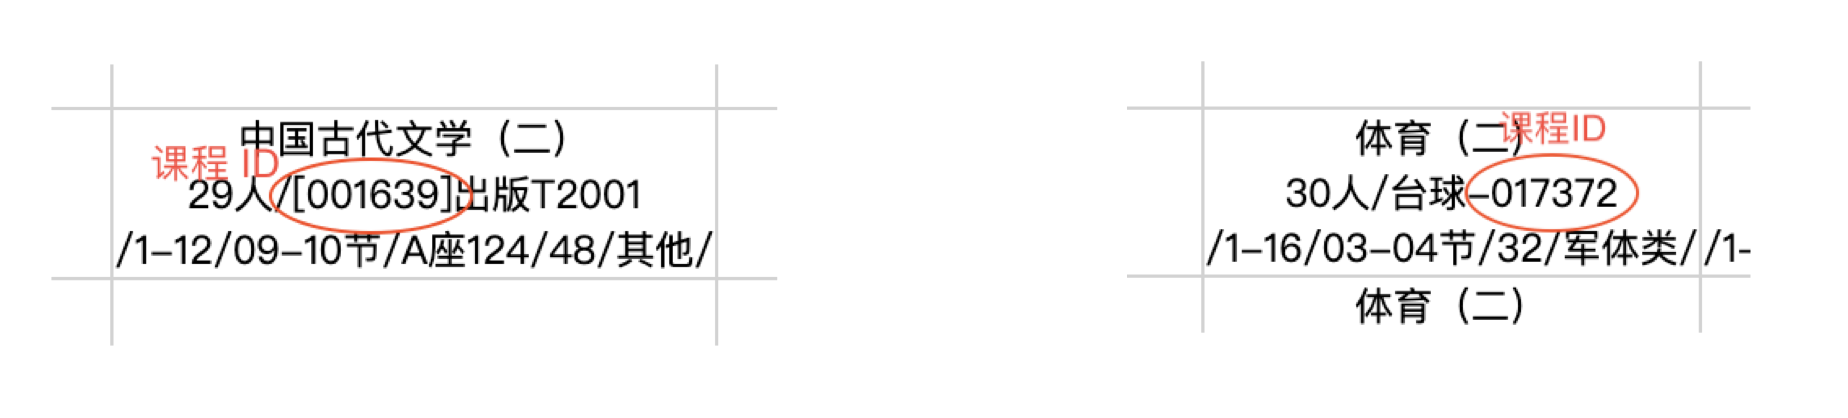 中国古代文学（二）
课程 ID
29人/[001639]出版T2001
/1-12/09-10节/A座124/48/其他/
课程ID
体育（二）
30人/台球-017372
/1-16/03-04节/32/军体类/ /1-
体育（二）